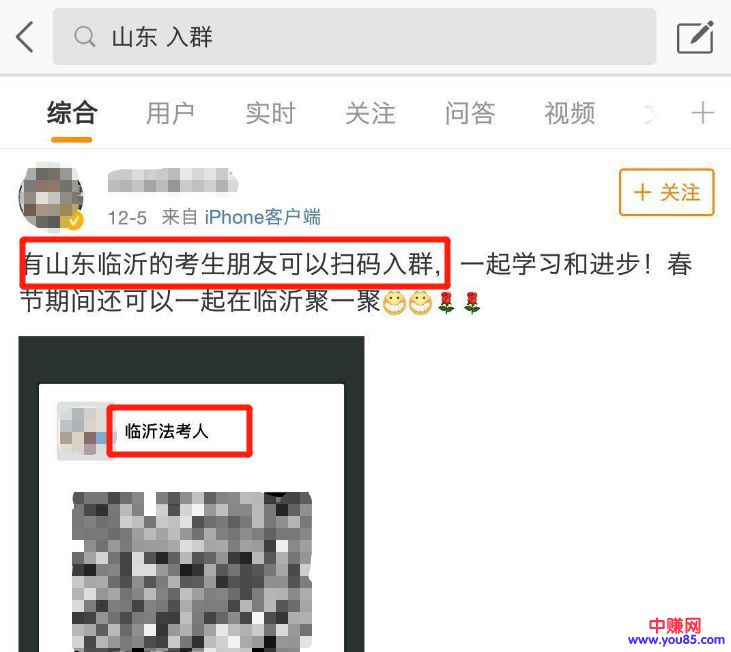 山东 入群
综合 用户 实时 关注 问答 视频
12-5 来自 iPhone客户端
+ 关注
有山东临沂的考生朋友可以扫码入群，一起学习和进步！春
节期间还可以一起在临沂聚一聚😁😁🌹🌹
临沂法考人
中赚网
www.you85.com